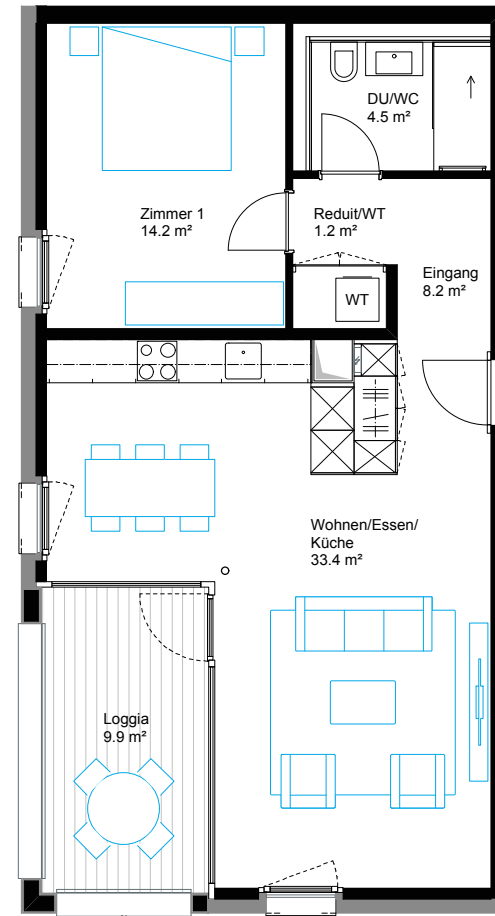 DU/WC
4.5 m²
Zimmer 1
14.2 m²
Reduit/WT
1.2 m²
Eingang
8.2 m²
WT
Wohnen/Essen/
Küche
33.4 m²
Loggia
9.9 m²